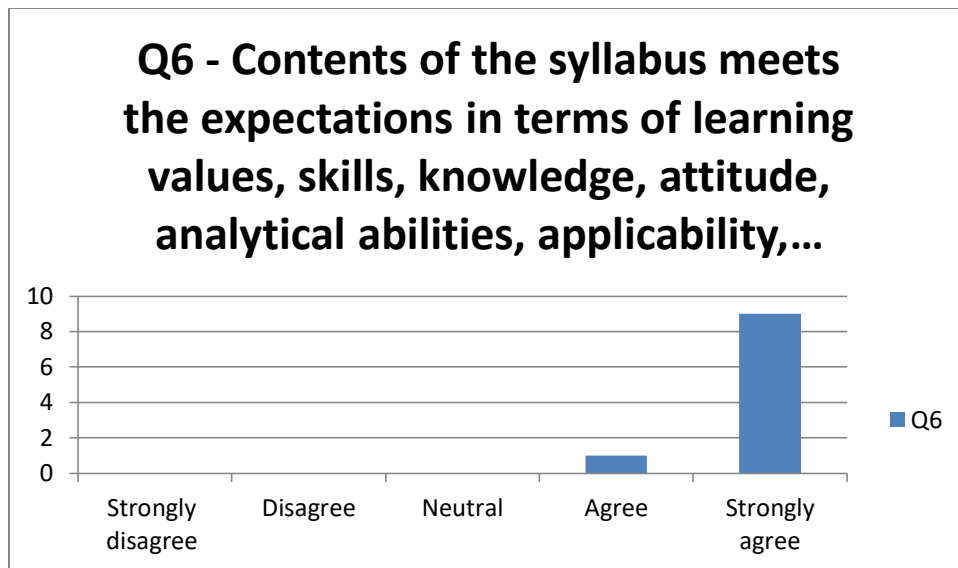 Q6 - Contents of the syllabus meets
the expectations in terms of learning
values, skills, knowledge, attitude,
analytical abilities, applicability,...
10
8
6
4
2
0
Strongly
disagree
Disagree
Neutral
Agree
Strongly
agree
Q6